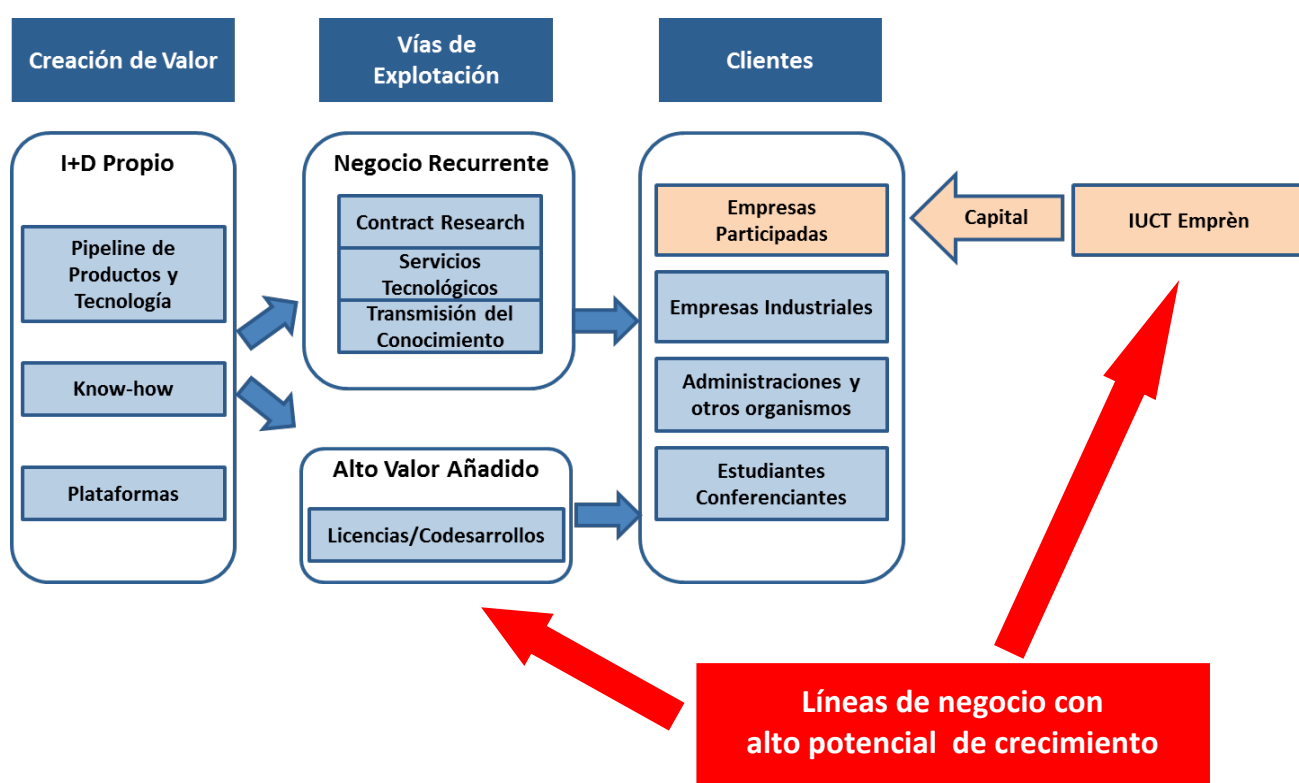 Creación de Valor
Vías de
Explotación
Clientes
I+D Propio
Pipeline de
Productos y
Tecnología
Know-how
Plataformas
Negocio Recurrente
Contract Research
Servicios
Tecnológicos
Transmisión del
Conocimiento
Alto Valor Añadido
Licencias/Codesarrollos
Empresas
Participadas
Empresas Industriales
Administraciones y
otros organismos
Estudiantes
Conferenciantes
Capital
IUCT Emprèn
Líneas de negocio con
alto potencial de crecimiento